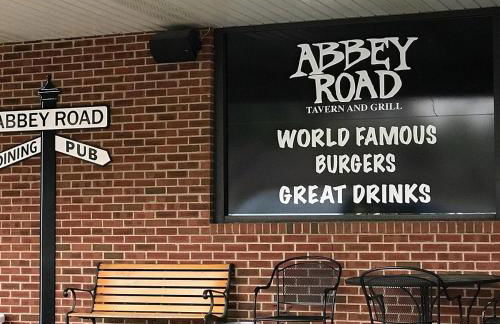 ABBEY ROAD
DINING
PUB
ABBEY
ROAD
TAVERN AND GRILL
WORLD FAMOUS
BURGERS
GREAT DRINKS